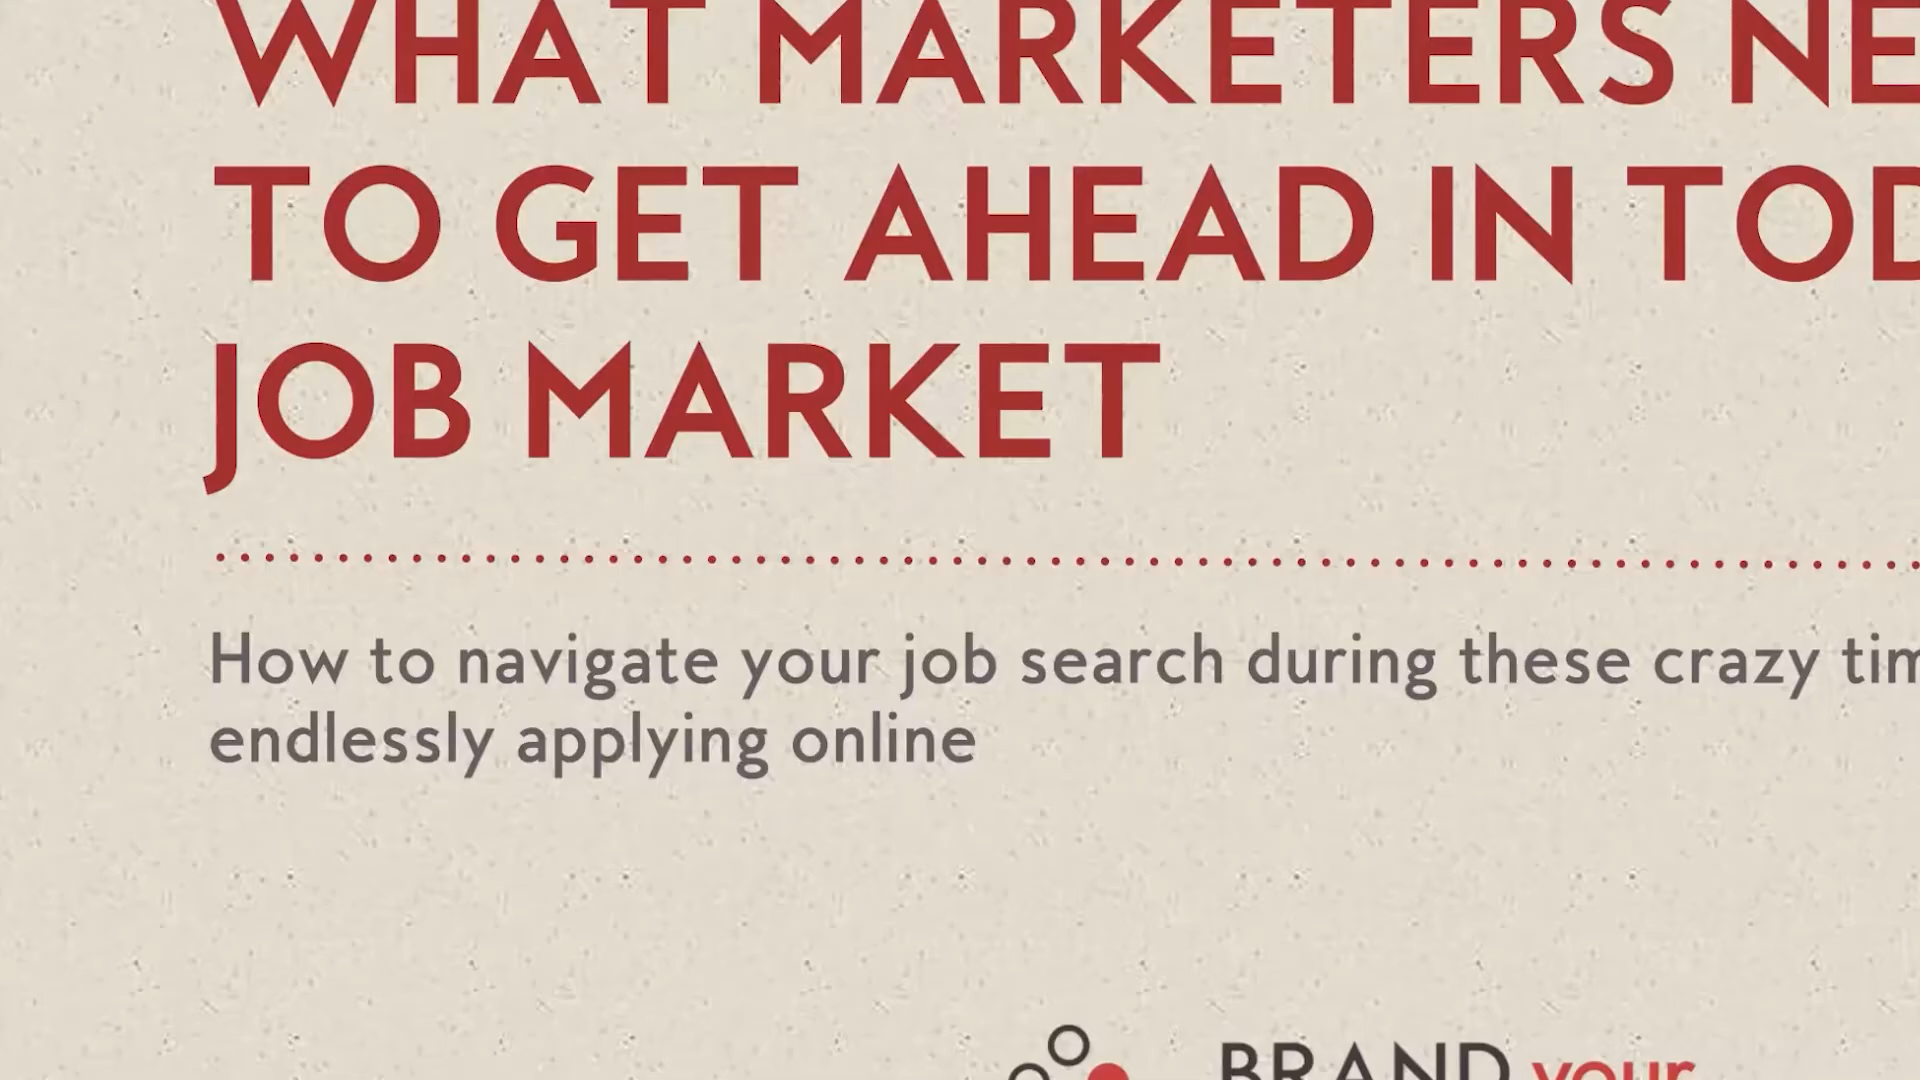 WHAT MARKETERS NE
TO GET AHEAD IN TOD
JOB MARKET
How to navigate your job search during these crazy tim
endlessly applying online
BRAND your